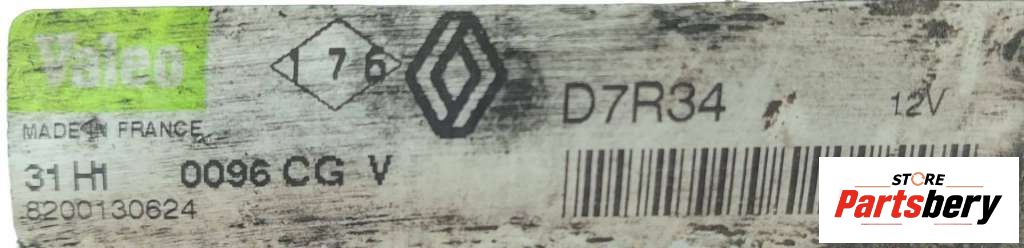 Valeo
176
D7R34
12V
MADE IN FRANCE
31 H1 0096 CG V
8200130624
STORE
Partsbery